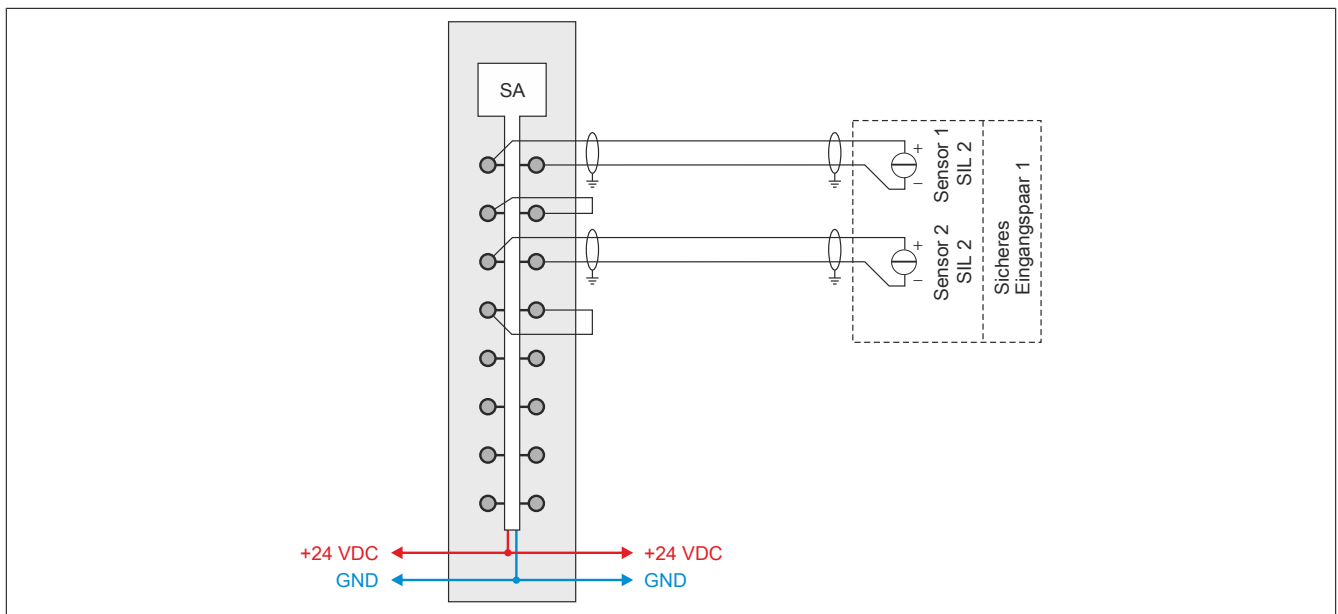 SA
+
−
Sensor 1
SIL 2
+
−
Sensor 2
SIL 2
Sicheres
Eingangspaar 1
+24 VDC
+24 VDC
GND
GND